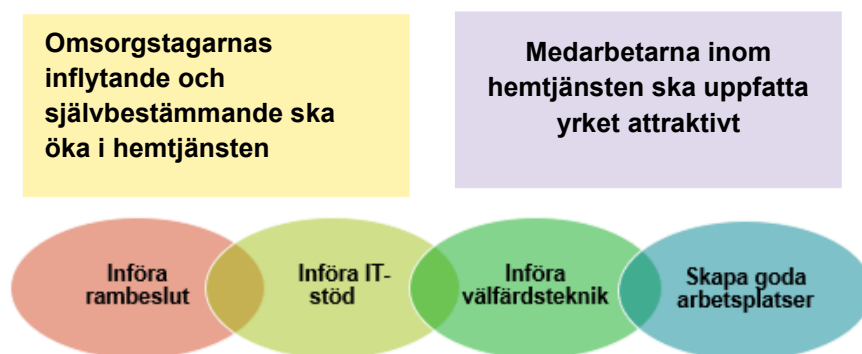 Omsorgstagarnas
inflytande och
självbestämmande ska
öka i hemtjänsten
Medarbetarna inom
hemtjänsten ska uppfatta
yrket attraktivt
Införa
rambeslut
Införa IT-
stöd
Införa
välfärdsteknik
Skapa goda
arbetsplatser